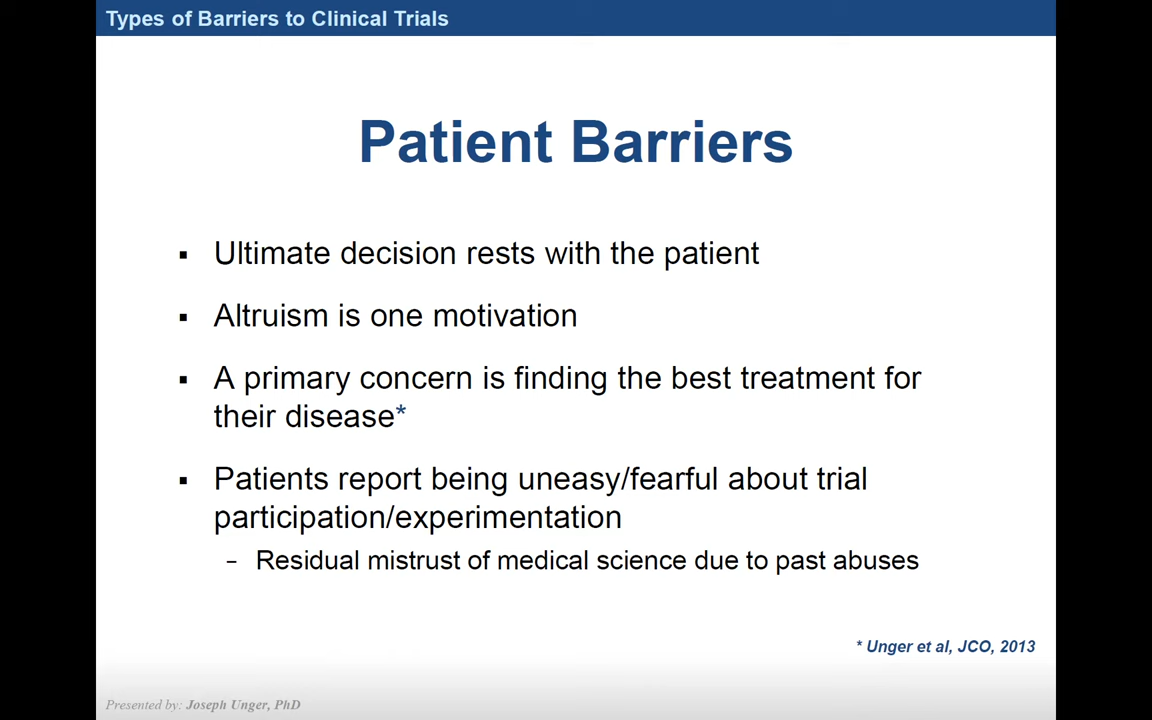 Types of Barriers to Clinical Trials
Patient Barriers
▪ Ultimate decision rests with the patient
▪ Altruism is one motivation
▪ A primary concern is finding the best treatment for
their disease*
▪ Patients report being uneasy/fearful about trial
participation/experimentation
– Residual mistrust of medical science due to past abuses
* Unger et al, JCO, 2013
Presented by: Joseph Unger, PhD